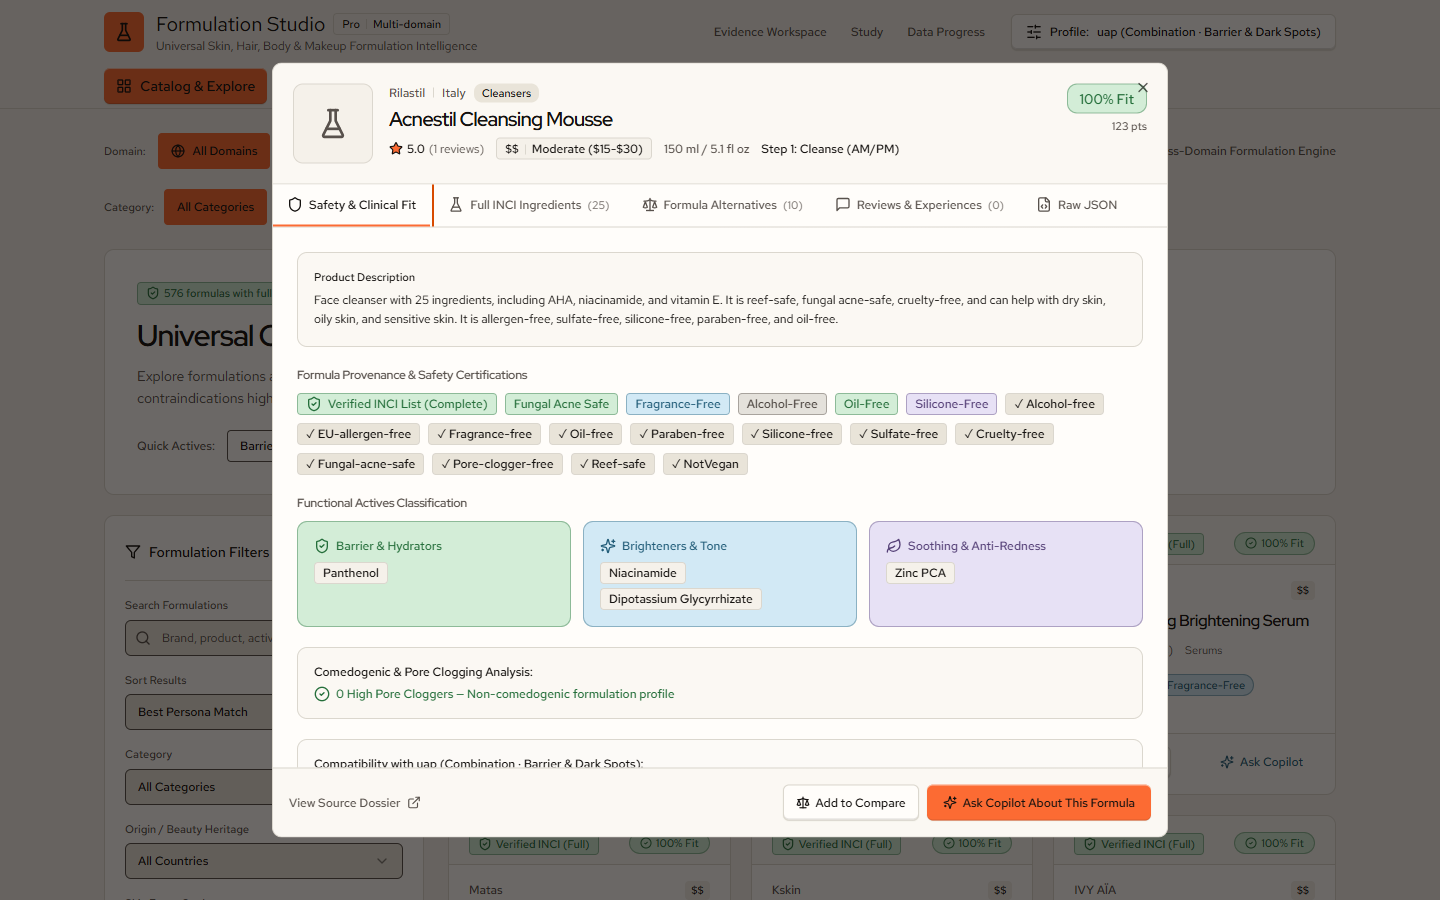 Formulation Studio Pro Multi-domain
Universal Skin, Hair, Body & Makeup Formulation Intelligence
Evidence Workspace Study Data Progress Profile: uap (Combination · Barrier & Dark Spots)
Catalog & Explore
Domain: All Domains
ss-Domain Formulation Engine
Category: All Categories
576 formulas with full
Universal C
Explore formulations a
contraindications high
Quick Actives: Barrie
Formulation Filters
Search Formulations
Brand, product, activ
Sort Results
Best Persona Match
Category
All Categories
Origin / Beauty Heritage
All Countries
Rilastil Italy Cleansers
100% Fit
Acnestil Cleansing Mousse
123 pts
5.0 (1 reviews) $$ Moderate ($15-$30) 150 ml / 5.1 fl oz Step 1: Cleanse (AM/PM)
Safety & Clinical Fit Full INCI Ingredients (25) Formula Alternatives (10) Reviews & Experiences (0) Raw JSON
Product Description
Face cleanser with 25 ingredients, including AHA, niacinamide, and vitamin E. It is reef-safe, fungal acne-safe, cruelty-free, and can help with dry skin,
oily skin, and sensitive skin. It is allergen-free, sulfate-free, silicone-free, paraben-free, and oil-free.
Formula Provenance & Safety Certifications
Verified INCI List (Complete) Fungal Acne Safe Fragrance-Free Alcohol-Free Oil-Free Silicone-Free ✓ Alcohol-free
✓ EU-allergen-free ✓ Fragrance-free ✓ Oil-free ✓ Paraben-free ✓ Silicone-free ✓ Sulfate-free ✓ Cruelty-free
✓ Fungal-acne-safe ✓ Pore-clogger-free ✓ Reef-safe ✓ NotVegan
Functional Actives Classification
Barrier & Hydrators
Panthenol
Brighteners & Tone
Niacinamide
Dipotassium Glycyrrhizate
Soothing & Anti-Redness
Zinc PCA
Comedogenic & Pore Clogging Analysis:
0 High Pore Cloggers — Non-comedogenic formulation profile
Compatibility with uap (Combination · Barrier & Dark Spots):
View Source Dossier Add to Compare Ask Copilot About This Formula
(Full) 100% Fit
$$
g Brightening Serum
) Serums
Fragrance-Free
Ask Copilot
Verified INCI (Full) 100% Fit
Matas $$
Verified INCI (Full) 100% Fit
Kskin $$
Verified INCI (Full) 100% Fit
IVY AÏA $$